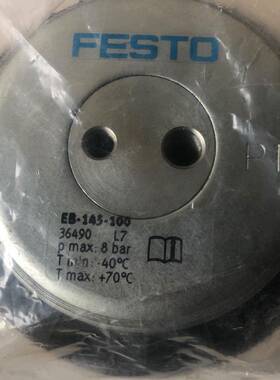 FESTO
EB-145-100
36490 L7
p max: 8 bar
T min: -40°C
T max: +70°C